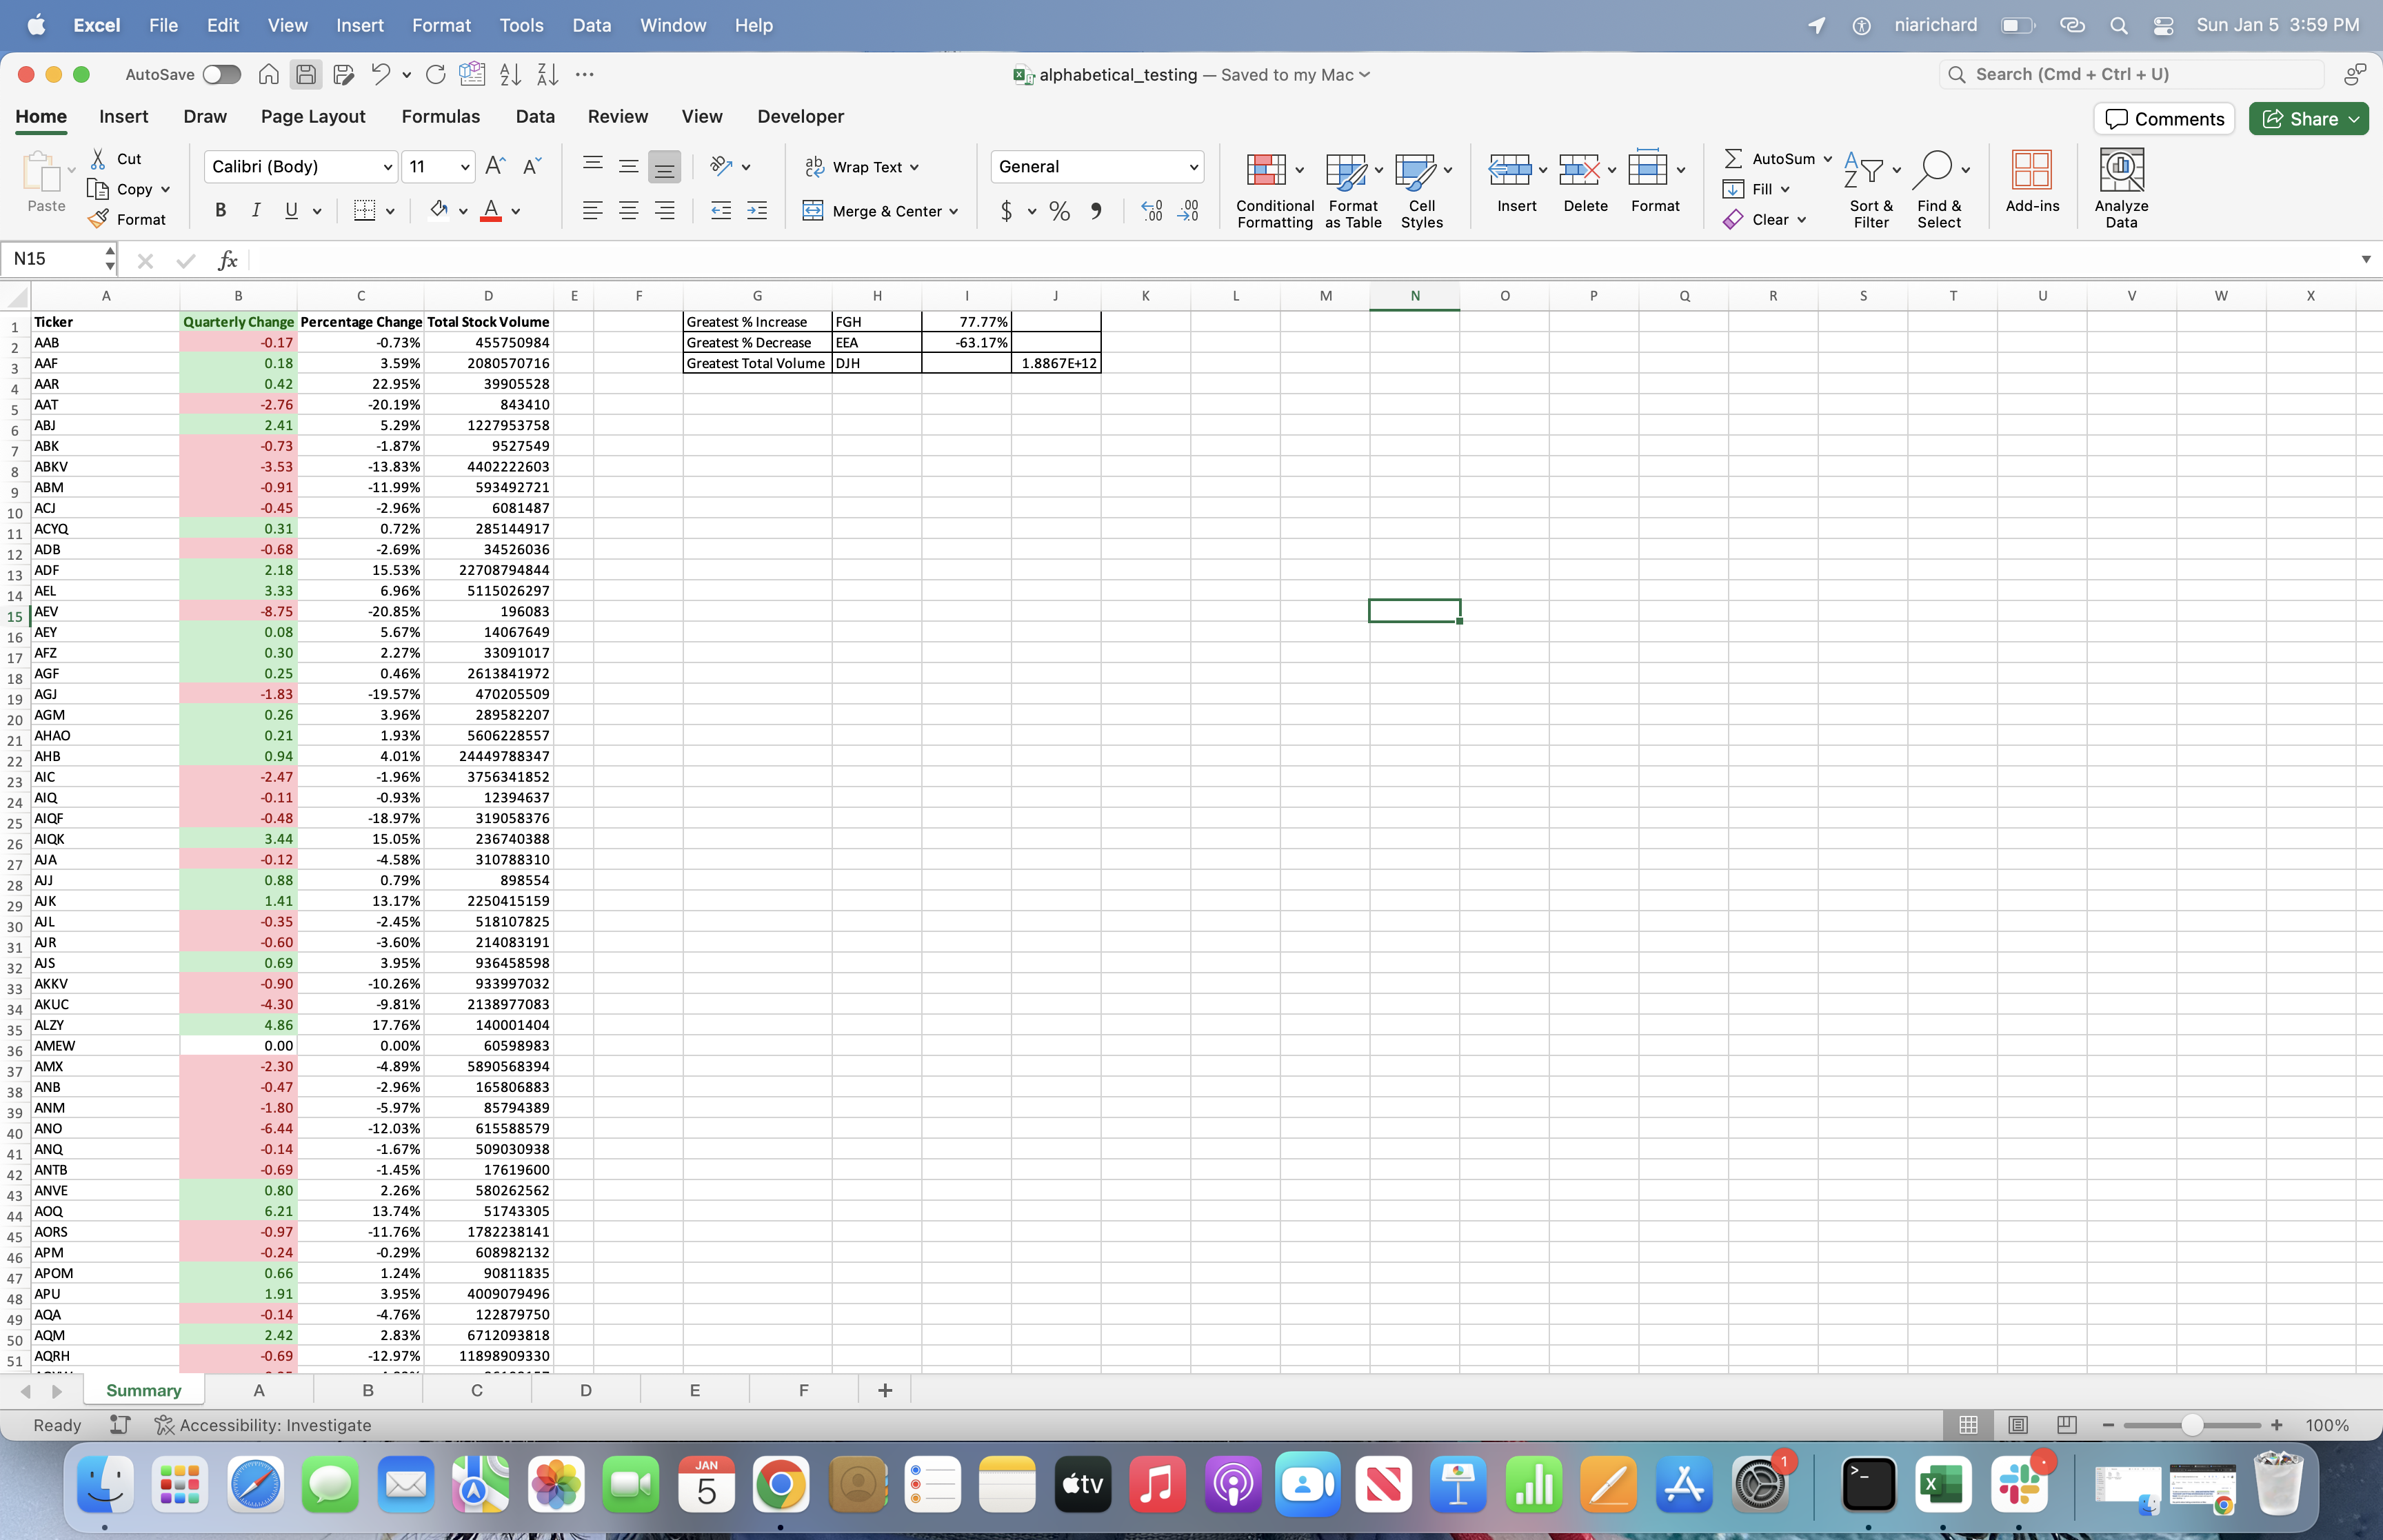 Excel File Edit View Insert Format Tools Data Window Help niarichard Sun Jan 5 3:59 PM
AutoSave alphabetical_testing — Saved to my Mac Search (Cmd + Ctrl + U)
Home Insert Draw Page Layout Formulas Data Review View Developer Comments Share
Paste Cut Copy Format
Calibri (Body) 11
Wrap Text
Merge & Center
General
Conditional Formatting
Format as Table
Cell Styles
Insert Delete Format
AutoSum
Fill
Clear
Sort & Filter
Find & Select
Add-ins
Analyze Data
N15 fx
A B C D E F G H I J K L M N O P Q R S T U V W X
1 Ticker Quarterly Change Percentage Change Total Stock Volume Greatest % Increase FGH 77.77%
2 AAB -0.17 -0.73% 455750984 Greatest % Decrease EEA -63.17%
3 AAF 0.18 3.59% 2080570716 Greatest Total Volume DJH 1.8867E+12
4 AAR 0.42 22.95% 39905528
5 AAT -2.76 -20.19% 843410
6 ABJ 2.41 5.29% 1227953758
7 ABK -0.73 -1.87% 9527549
8 ABKV -3.53 -13.83% 4402222603
9 ABM -0.91 -11.99% 593492721
10 ACJ -0.45 -2.96% 6081487
11 ACYQ 0.31 0.72% 285144917
12 ADB -0.68 -2.69% 34526036
13 ADF 2.18 15.53% 22708794844
14 AEL 3.33 6.96% 5115026297
15 AEV -8.75 -20.85% 196083
16 AEY 0.08 5.67% 14067649
17 AFZ 0.30 2.27% 33091017
18 AGF 0.25 0.46% 2613841972
19 AGJ -1.83 -19.57% 470205509
20 AGM 0.26 3.96% 289582207
21 AHAO 0.21 1.93% 5606228557
22 AHB 0.94 4.01% 24449788347
23 AIC -2.47 -1.96% 3756341852
24 AIQ -0.11 -0.93% 12394637
25 AIQF -0.48 -18.97% 319058376
26 AIQK 3.44 15.05% 236740388
27 AJA -0.12 -4.58% 310788310
28 AJJ 0.88 0.79% 898554
29 AJK 1.41 13.17% 2250415159
30 AJL -0.35 -2.45% 518107825
31 AJR -0.60 -3.60% 214083191
32 AJS 0.69 3.95% 936458598
33 AKKV -0.90 -10.26% 933997032
34 AKUC -4.30 -9.81% 2138977083
35 ALZY 4.86 17.76% 140001404
36 AMEW 0.00 0.00% 60598983
37 AMX -2.30 -4.89% 5890568394
38 ANB -0.47 -2.96% 165806883
39 ANM -1.80 -5.97% 85794389
40 ANO -6.44 -12.03% 615588579
41 ANQ -0.14 -1.67% 509030938
42 ANTB -0.69 -1.45% 17619600
43 ANVE 0.80 2.26% 580262562
44 AOQ 6.21 13.74% 51743305
45 AORS -0.97 -11.76% 1782238141
46 APM -0.24 -0.29% 608982132
47 APOM 0.66 1.24% 90811835
48 APU 1.91 3.95% 4009079496
49 AQA -0.14 -4.76% 122879750
50 AQM 2.42 2.83% 6712093818
51 AQRH -0.69 -12.97% 11898909330
Summary A B C D E F +
Ready Accessibility: Investigate 100%
JAN 5 tv 1